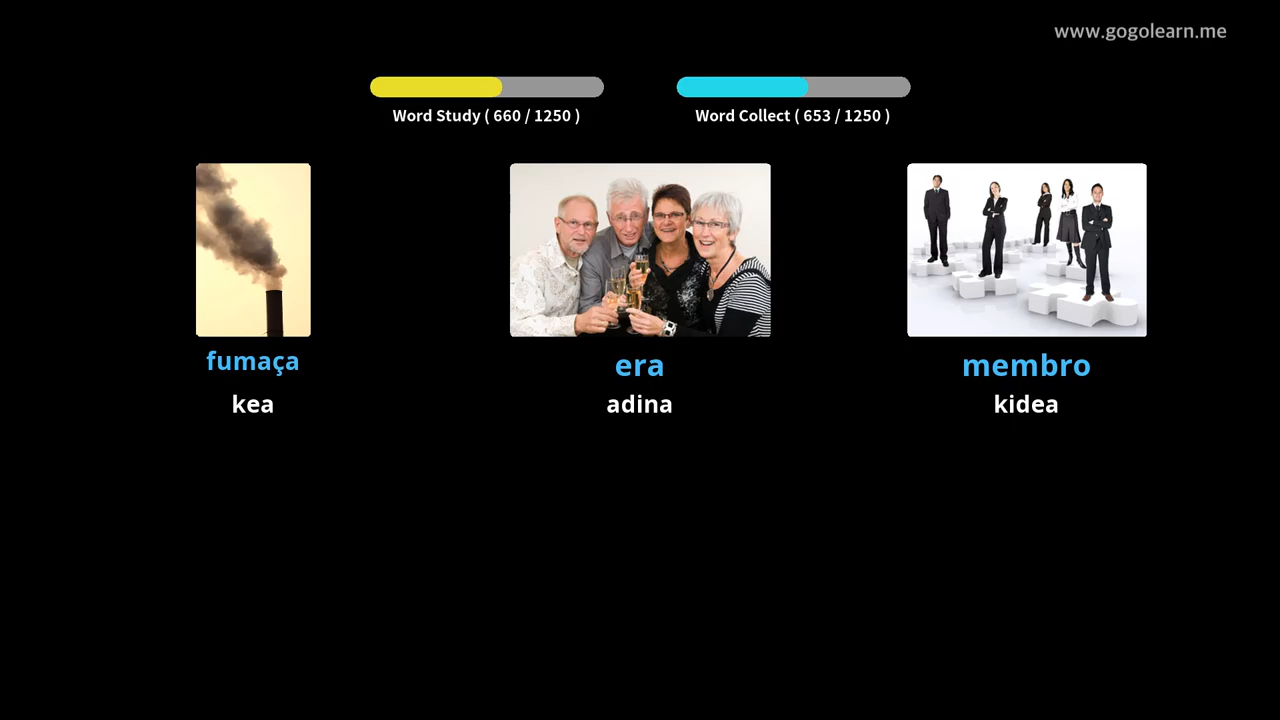 www.gogolearn.me
Word Study ( 660 / 1250 )
Word Collect ( 653 / 1250 )
fumaça
era
membro
kea
adina
kidea